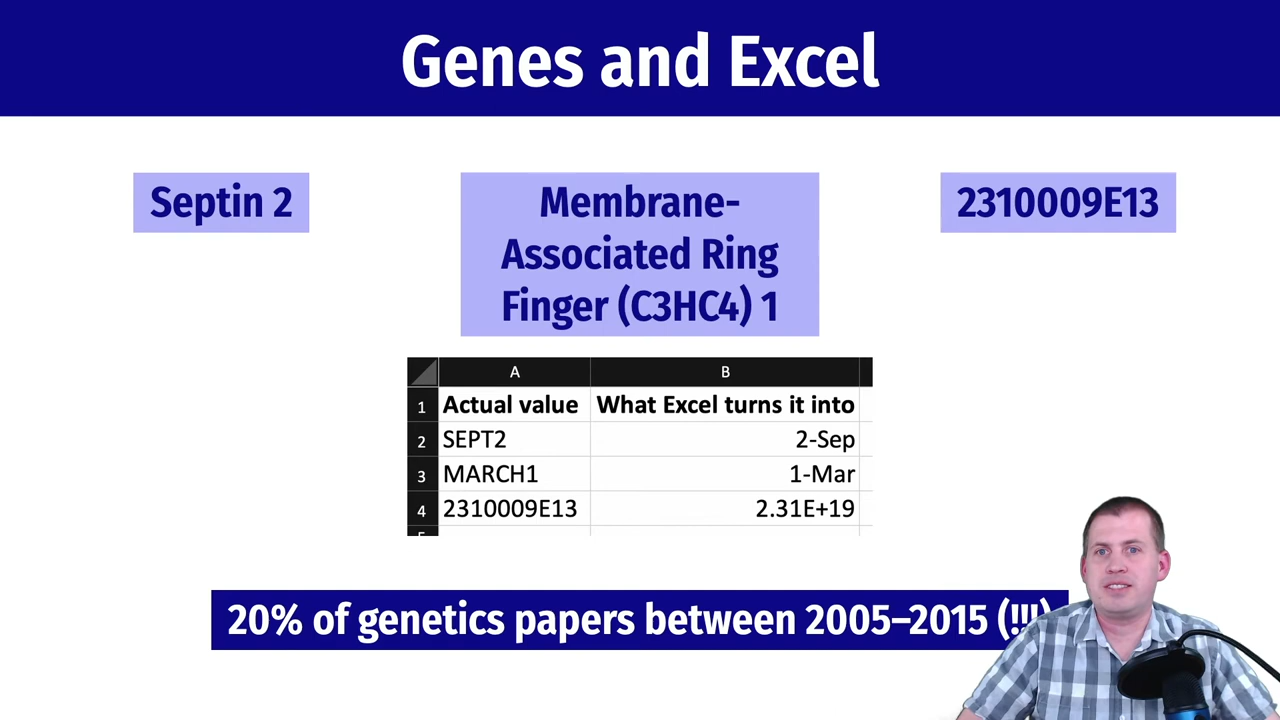 Genes and Excel
Septin 2
Membrane-
Associated Ring
Finger (C3HC4) 1
2310009E13
A B
1 Actual value What Excel turns it into
2 SEPT2 2-Sep
3 MARCH1 1-Mar
4 2310009E13 2.31E+19
20% of genetics papers between 2005–2015 (!!!)